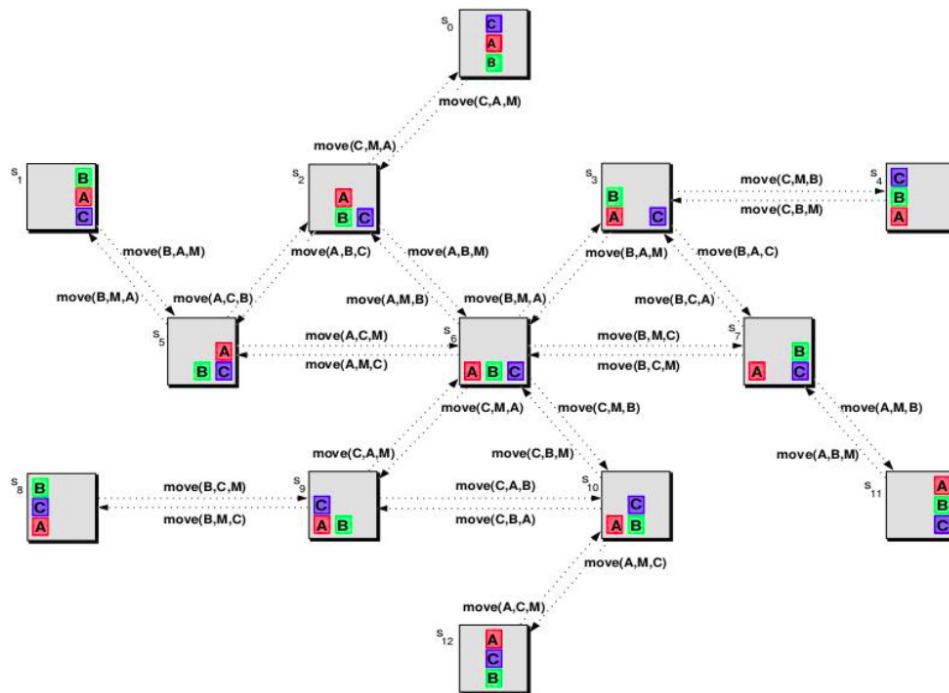 S0
C
A
B
move(C,A,M)
move(C,M,A)
S1
B
A
C
S2
A
B C
S3
B
A C
S4
C
B
A
move(C,M,B)
move(C,B,M)
move(B,A,M)
move(A,B,C)
move(A,B,M)
move(B,A,M)
move(B,A,C)
move(B,M,A)
move(A,C,B)
move(A,M,B)
move(B,M,A)
move(B,C,A)
S5
A
B C
move(A,C,M)
move(A,M,C)
S6
A B C
move(B,M,C)
move(B,C,M)
S7
B
A C
move(C,M,A)
move(C,M,B)
move(A,M,B)
move(C,A,M)
move(C,B,M)
move(A,B,M)
S8
B
C
A
move(B,C,M)
move(B,M,C)
S9
C
A B
move(C,A,B)
move(C,B,A)
S10
C
A B
S11
A
B
C
move(A,M,C)
move(A,C,M)
S12
A
C
B